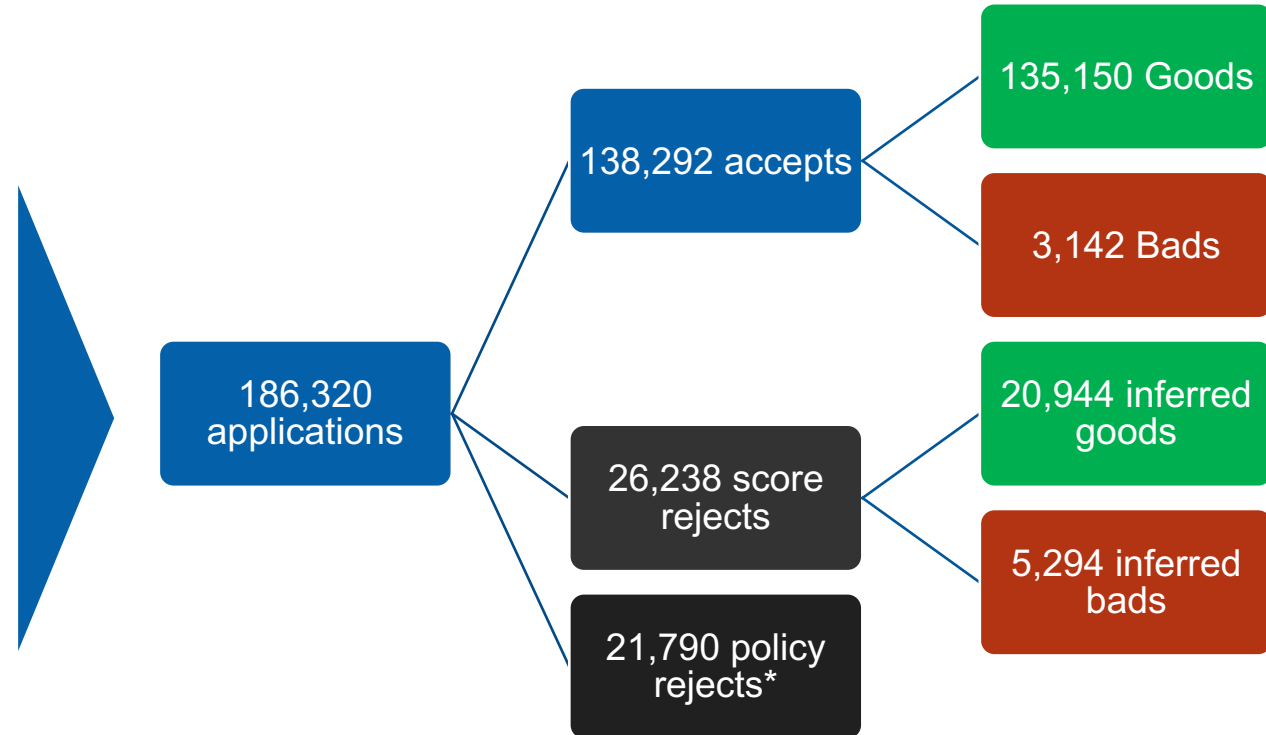 186,320
applications
138,292 accepts
135,150 Goods
3,142 Bads
26,238 score
rejects
20,944 inferred
goods
5,294 inferred
bads
21,790 policy
rejects*